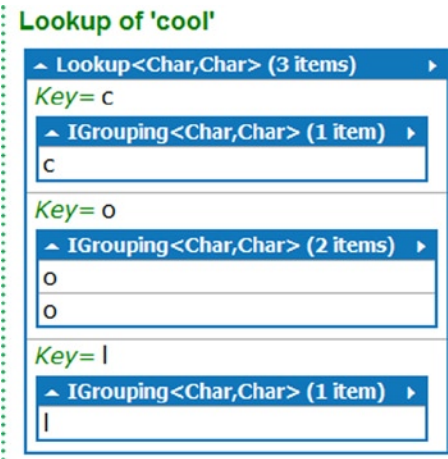 Lookup of 'cool'
Lookup<Char,Char> (3 items)
Key= c
IGrouping<Char,Char> (1 item)
c
Key= o
IGrouping<Char,Char> (2 items)
o
o
Key= l
IGrouping<Char,Char> (1 item)
l